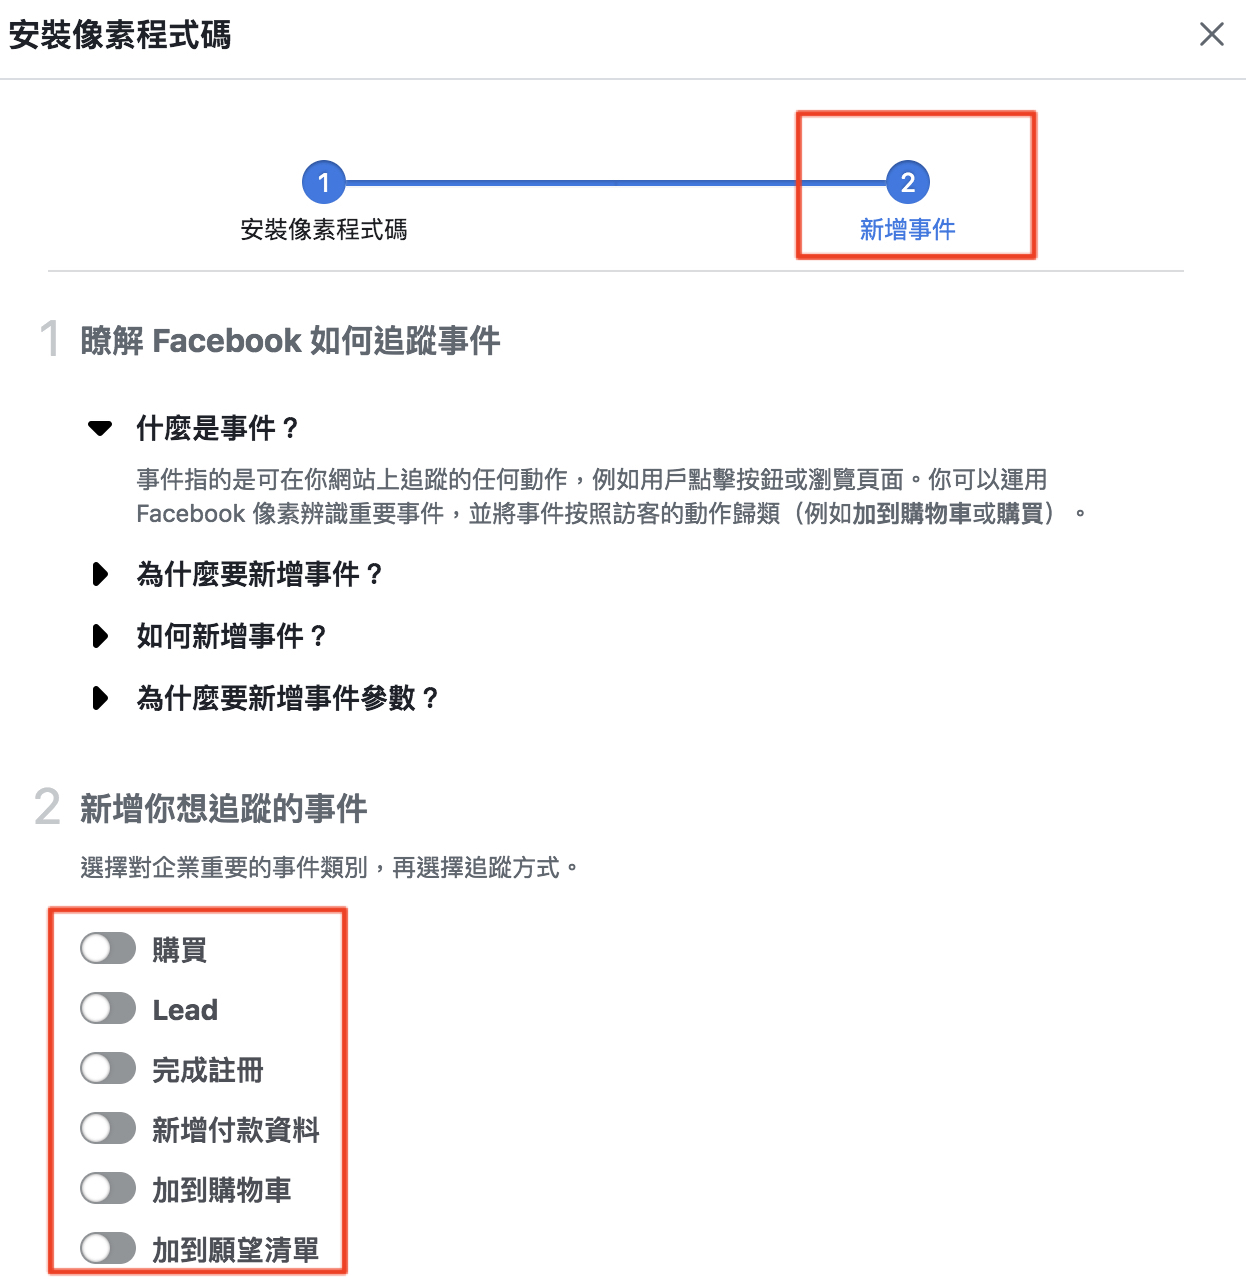 安裝像素程式碼
1
2
安裝像素程式碼
新增事件
1 瞭解 Facebook 如何追蹤事件
什麼是事件？
事件指的是可在你網站上追蹤的任何動作，例如用戶點擊按鈕或瀏覽頁面。你可以運用
Facebook 像素辨識重要事件，並將事件按照訪客的動作歸類（例如加到購物車或購買）。
為什麼要新增事件？
如何新增事件？
為什麼要新增事件參數？
2 新增你想追蹤的事件
選擇對企業重要的事件類別，再選擇追蹤方式。
購買
Lead
完成註冊
新增付款資料
加到購物車
加到願望清單